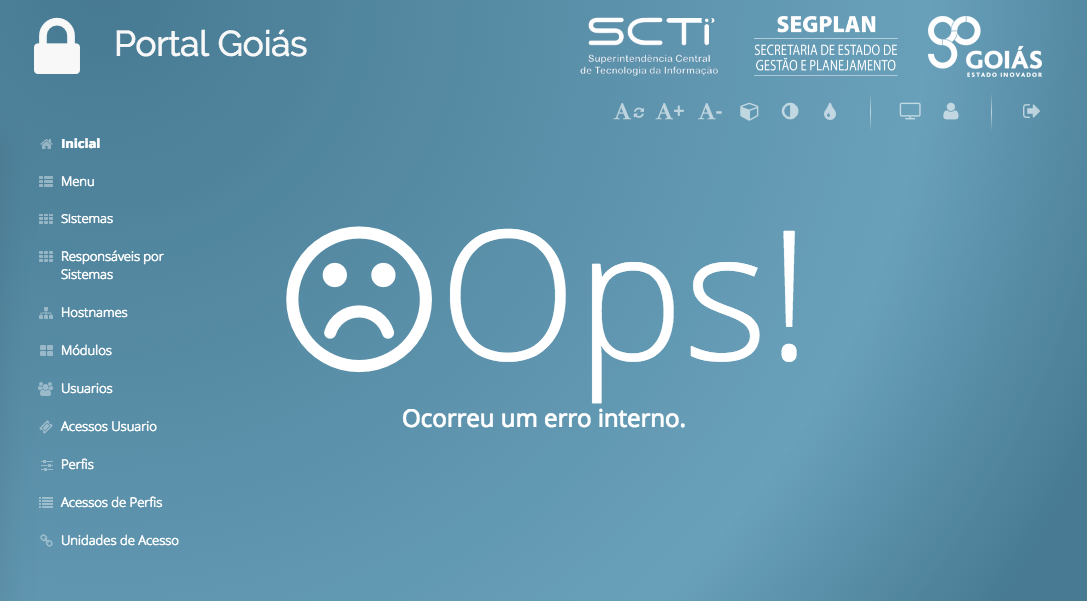 Portal Goiás
SCTi
Superintendência Central
de Tecnologia da Informação
SEGPLAN
SECRETARIA DE ESTADO DE
GESTÃO E PLANEJAMENTO
GOIÁS
ESTADO INOVADOR
A A+ A-
Inicial
Menu
Sistemas
Responsáveis por
Sistemas
Hostnames
Módulos
Usuarios
Acessos Usuario
Perfis
Acessos de Perfis
Unidades de Acesso
Ops!
Ocorreu um erro interno.